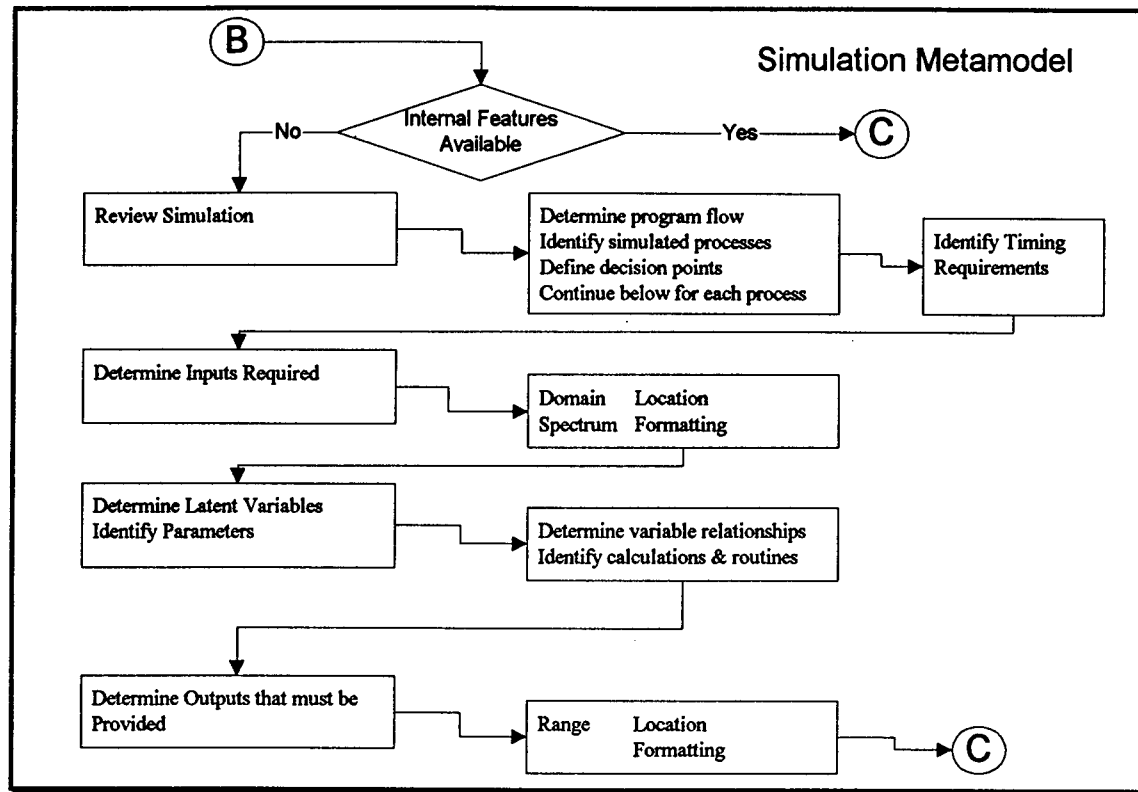 B
Simulation Metamodel
Internal Features
Available
No
Yes
C
Review Simulation
Determine program flow
Identify simulated processes
Define decision points
Continue below for each process
Identify Timing
Requirements
Determine Inputs Required
Domain Location
Spectrum Formatting
Determine Latent Variables
Identify Parameters
Determine variable relationships
Identify calculations & routines
Determine Outputs that must be
Provided
Range Location
Formatting
C